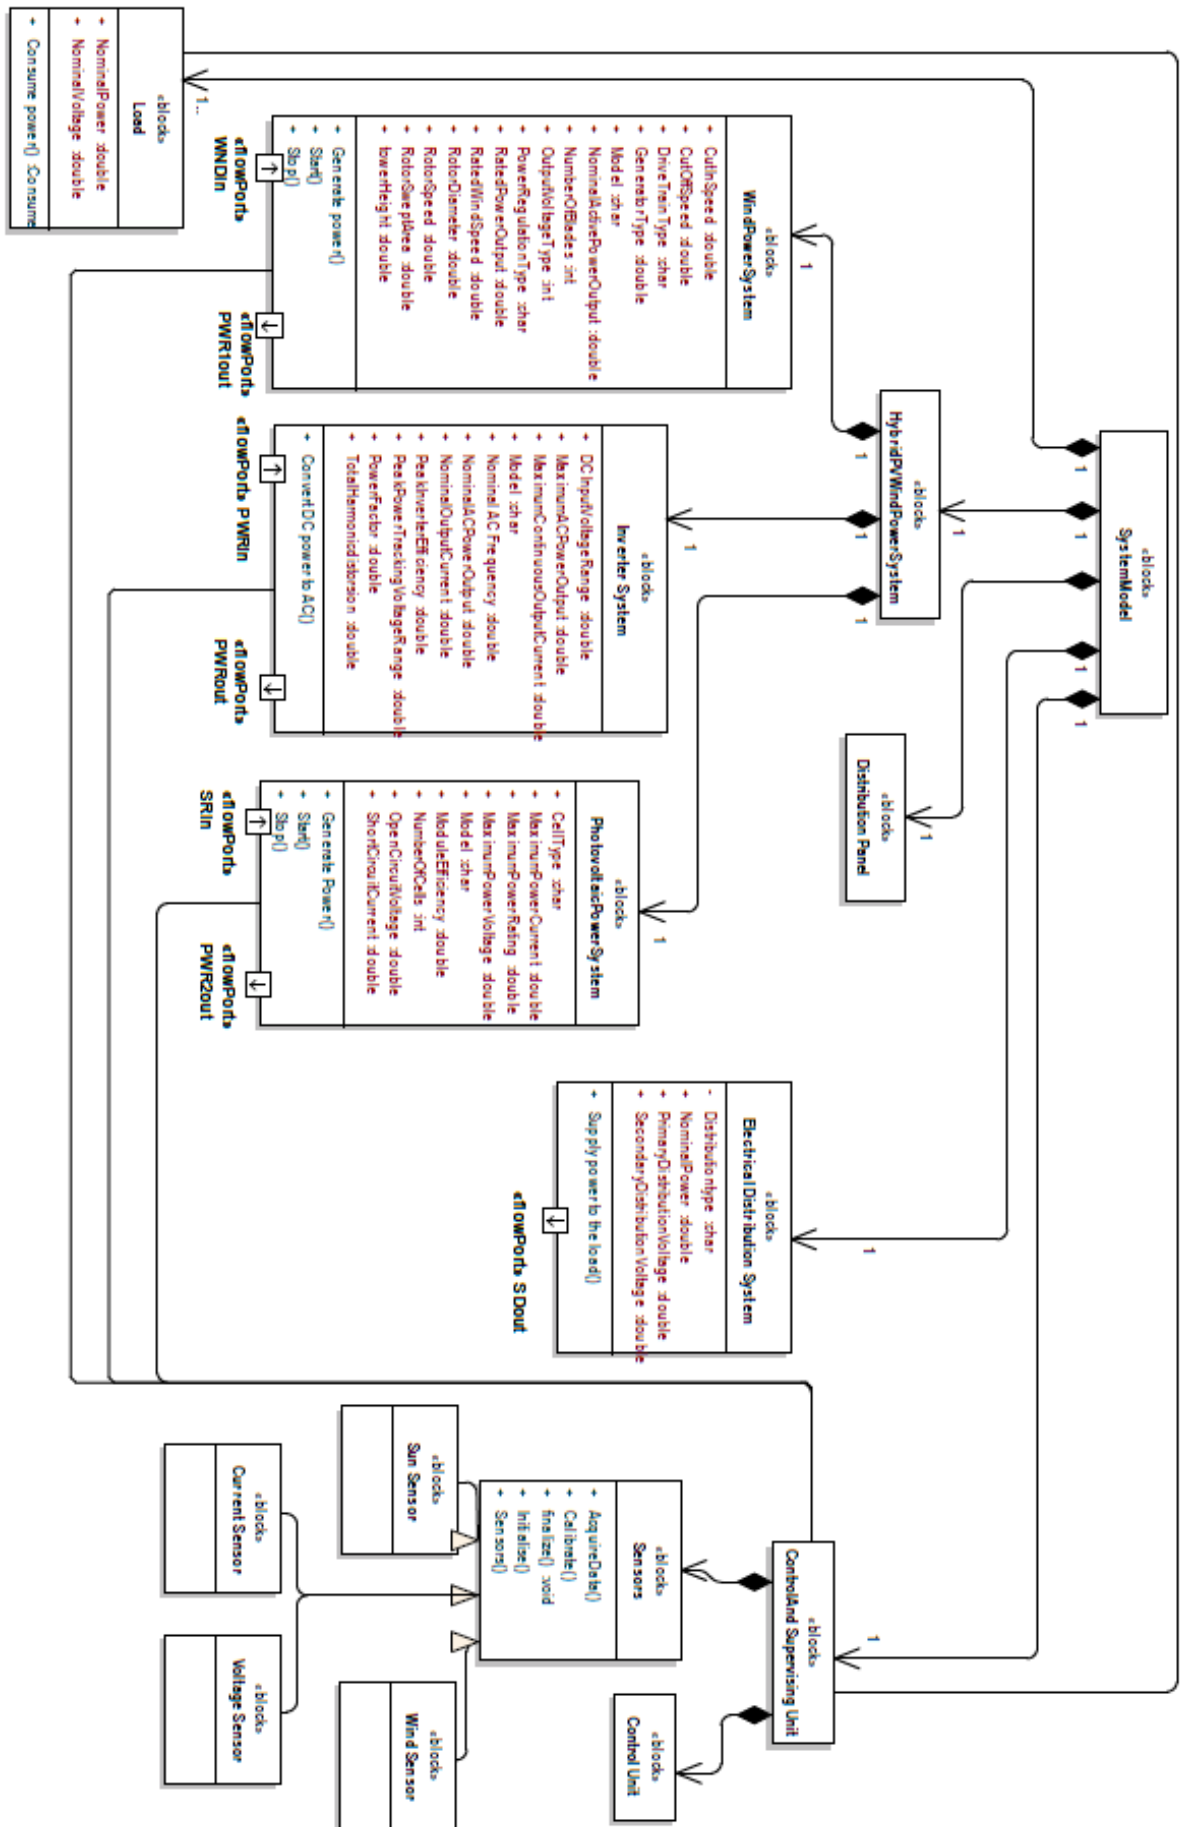 «block»
SystemModel
1
1
1
1
1
«block»
HybridPVWindPowerSystem
1
1
1
1
«block»
Distribution Panel
1
«block»
Load
+ NominalPower :double
+ NominalVoltage :double
+ Consume power() :Consume
1..
«block»
WindPowerSystem
+ CutInSpeed :double
+ CutOffSpeed :double
+ DriveTrainType :char
+ GeneratorType :double
+ Model :char
+ NominalActivePowerOutput :double
+ NumberOfBlades :int
+ OutputVoltageType :int
+ PowerRegulationType :char
+ RatedPowerOutput :double
+ RatedWindSpeed :double
+ RotorDiameter :double
+ RotorSpeed :double
+ RotorSweptArea :double
+ towerHeight :double
+ Generate power()
+ Start()
+ Stop()
1
«flowPort»
WNDin
«flowPort»
PWR1out
«block»
Inverter System
+ DCInputVoltageRange :double
+ MaximumACPowerOutput :double
+ MaximumContinuousOutputCurrent :double
+ Model :char
+ Nominal AC Frequency :double
+ NominalACPowerOutput :double
+ NominalOutputCurrent :double
+ PeakInverterEfficiency :double
+ PeakPowerTrackingVoltageRange :double
+ PowerFactor :double
+ TotalHarmonicdistorsion :double
+ Convert DC power to AC()
1
«flowPort» PWRin
«flowPort»
PWRout
«block»
PhotovoltaicPowerSystem
+ CellType :char
+ MaximumPowerCurrent :double
+ MaximumPowerRating :double
+ MaximumPowerVoltage :double
+ Model :char
+ ModuleEfficiency :double
+ NumberOfCells :int
+ OpenCircuitVoltage :double
+ ShortCircuitCurrent :double
+ Generate Power()
+ Start()
+ Stop()
1
«flowPort»
SRin
«flowPort»
PWR2out
«block»
Electrical Distribution System
- Distributiontype :char
+ NominalPower :double
+ PrimaryDistributionVoltage :double
+ SecondaryDistributionVoltage :double
+ Supply power to the load()
1
«flowPort» SDout
«block»
ControlAnd Supervising Unit
1
«block»
Sensors
+ AcquireData()
+ Calibrate()
+ finalize() :void
+ Initialise()
+ Sensors()
«block»
Control Unit
«block»
Sun Sensor
«block»
Wind Sensor
«block»
Current Sensor
«block»
Voltage Sensor